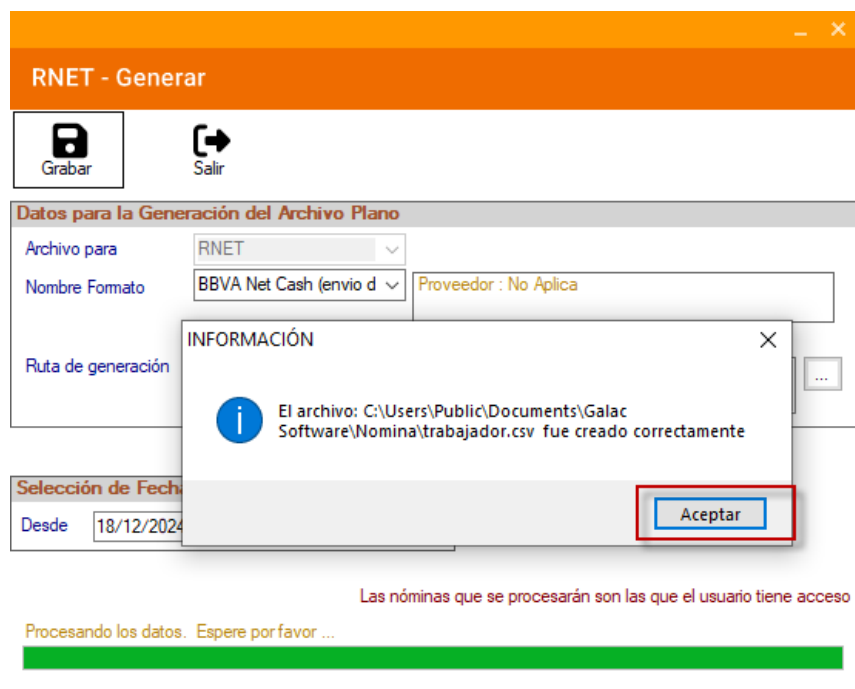 RNET - Generar
Grabar
Salir
Datos para la Generación del Archivo Plano
Archivo para
RNET
Nombre Formato
BBVA Net Cash (envio d
Proveedor : No Aplica
INFORMACIÓN
Ruta de generación
...
El archivo: C:\Users\Public\Documents\Galac
Software\Nomina\trabajador.csv fue creado correctamente
Aceptar
Selección de Fech
Desde
18/12/2024
Las nóminas que se procesarán son las que el usuario tiene acceso
Procesando los datos. Espere por favor ...